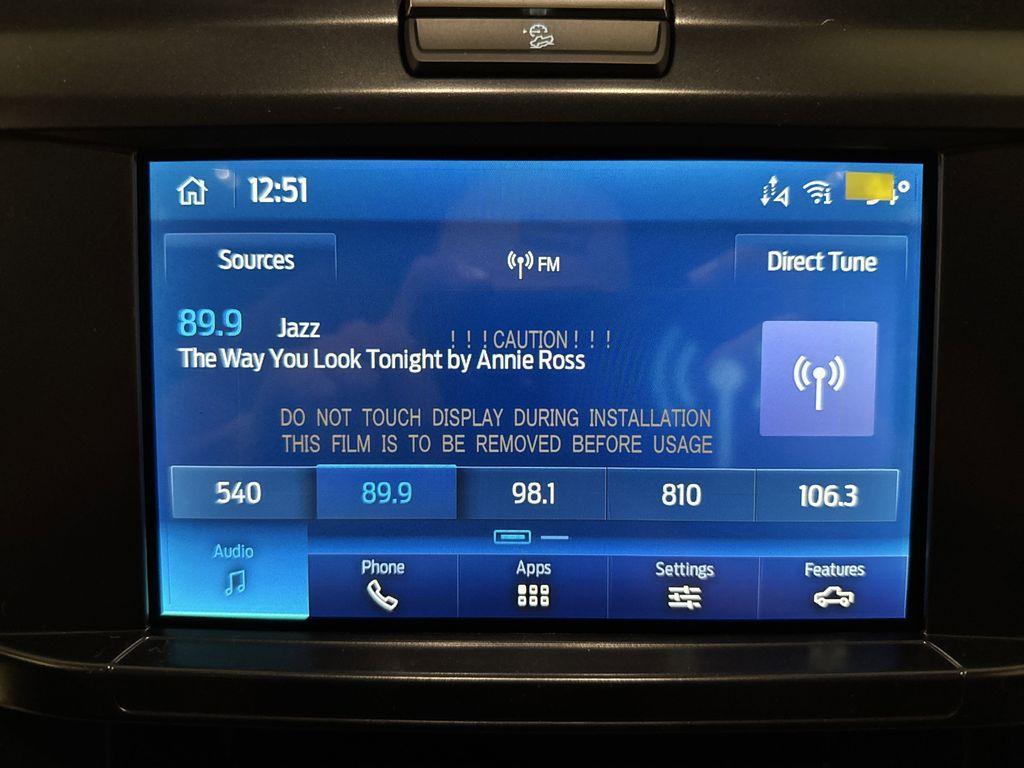 12:51
Sources
FM
Direct Tune
89.9 Jazz
! ! ! CAUTION ! ! !
The Way You Look Tonight by Annie Ross
DO NOT TOUCH DISPLAY DURING INSTALLATION
THIS FILM IS TO BE REMOVED BEFORE USAGE
540 89.9 98.1 810 106.3
Audio Phone Apps Settings Features